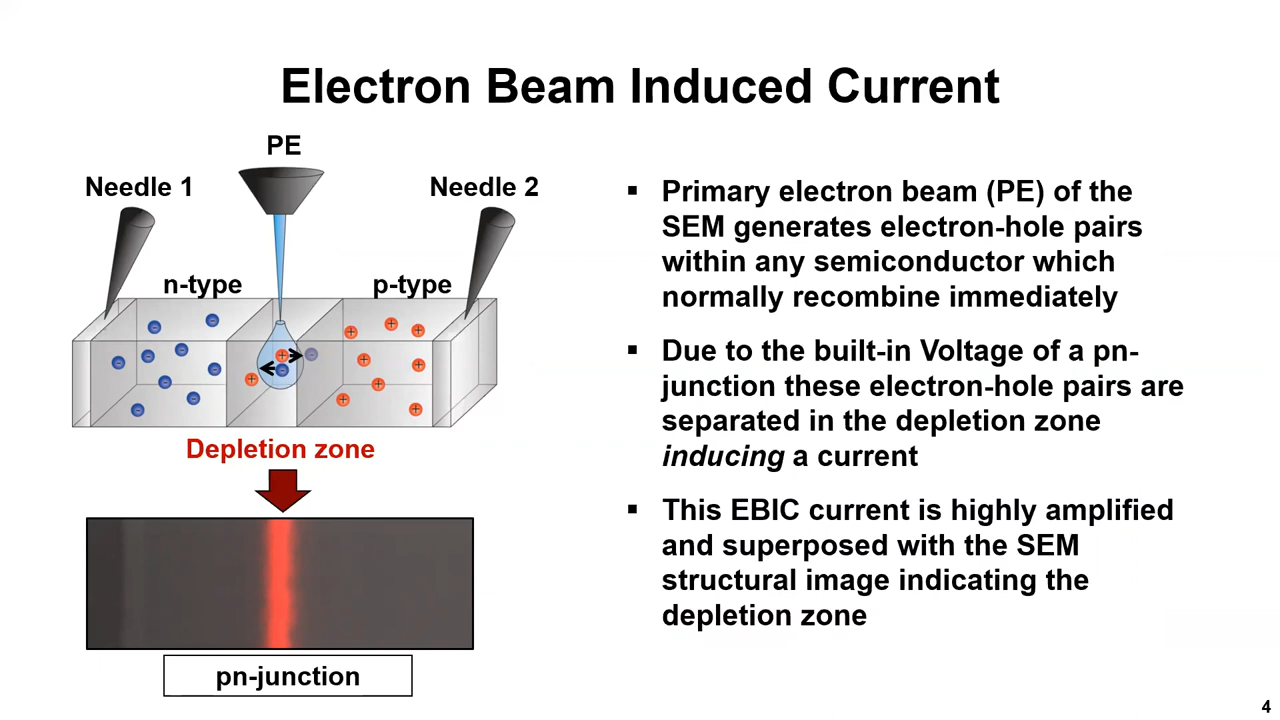 Electron Beam Induced Current
PE
Needle 1
Needle 2
n-type
p-type
Depletion zone
pn-junction
▪ Primary electron beam (PE) of the
SEM generates electron-hole pairs
within any semiconductor which
normally recombine immediately
▪ Due to the built-in Voltage of a pn-
junction these electron-hole pairs are
separated in the depletion zone
inducing a current
▪ This EBIC current is highly amplified
and superposed with the SEM
structural image indicating the
depletion zone
4